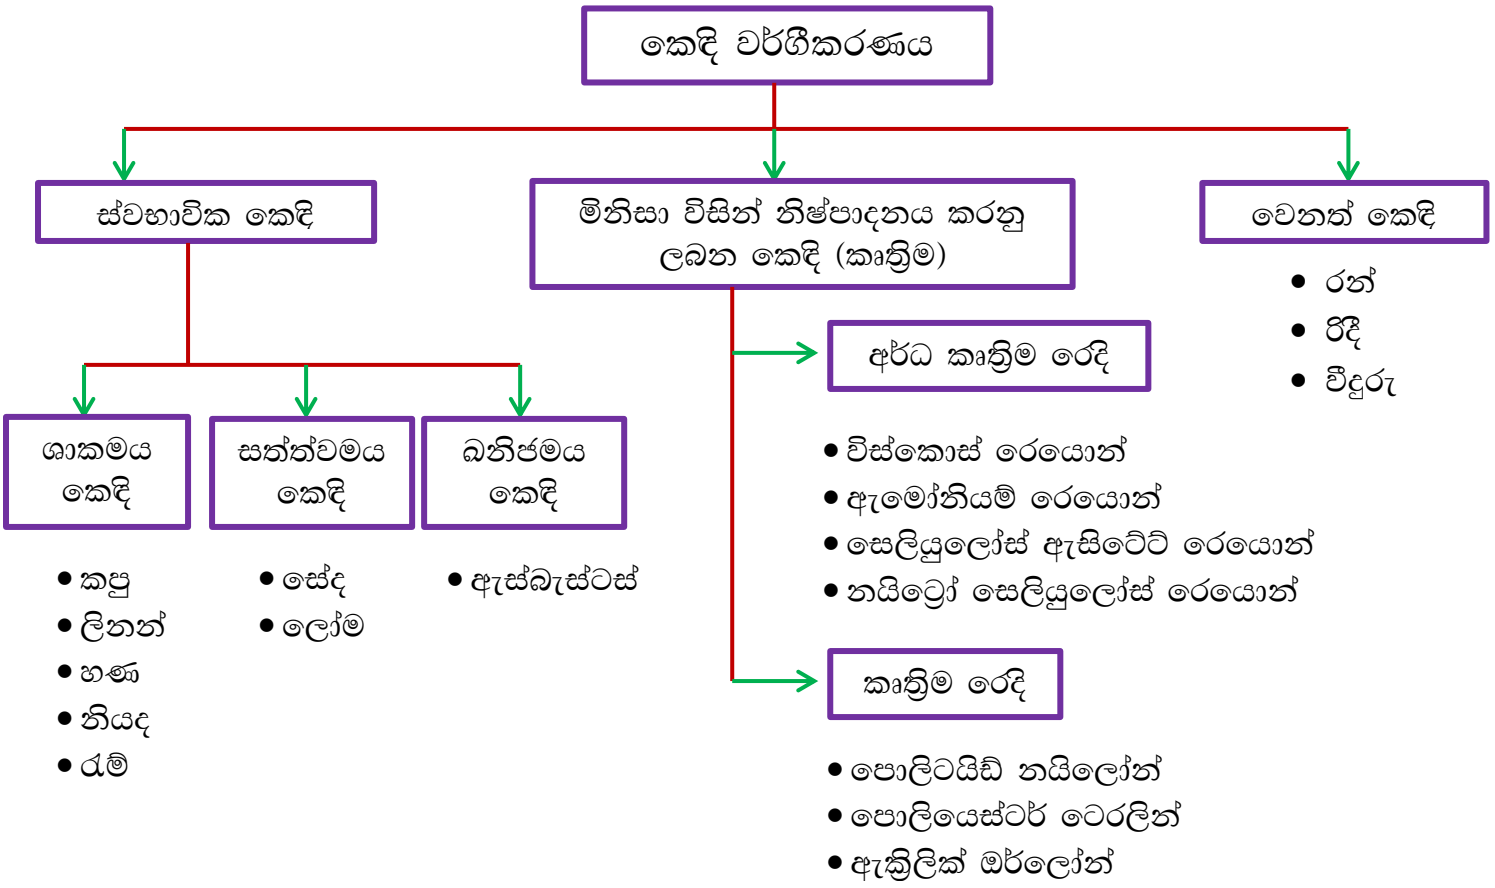 කෙඳි වර්ගීකරණය
ස්වභාවික කෙඳි
මිනිසා විසින් නිෂ්පාදනය කරනු
ලබන කෙඳි (කෘත්‍රිම)
වෙනත් කෙඳි
• රන්
• රිදී
• වීදුරු
ශාකමය
කෙඳි
සත්ත්වමය
කෙඳි
ඛනිජමය
කෙඳි
• කපු
• ලිනන්
• හණ
• නියද
• රැම්
• සේද
• ලෝම
• ඇස්බැස්ටස්
අර්ධ කෘත්‍රිම රෙදි
• විස්කොස් රෙයොන්
• ඇමෝනියම් රෙයොන්
• සෙලියුලෝස් ඇසිටේට් රෙයොන්
• නයිට්‍රෝ සෙලියුලෝස් රෙයොන්
කෘත්‍රිම රෙදි
• පොලිටයිඩ් නයිලෝන්
• පොලියෙස්ටර් ටෙරලින්
• ඇක්‍රිලික් ඔර්ලෝන්